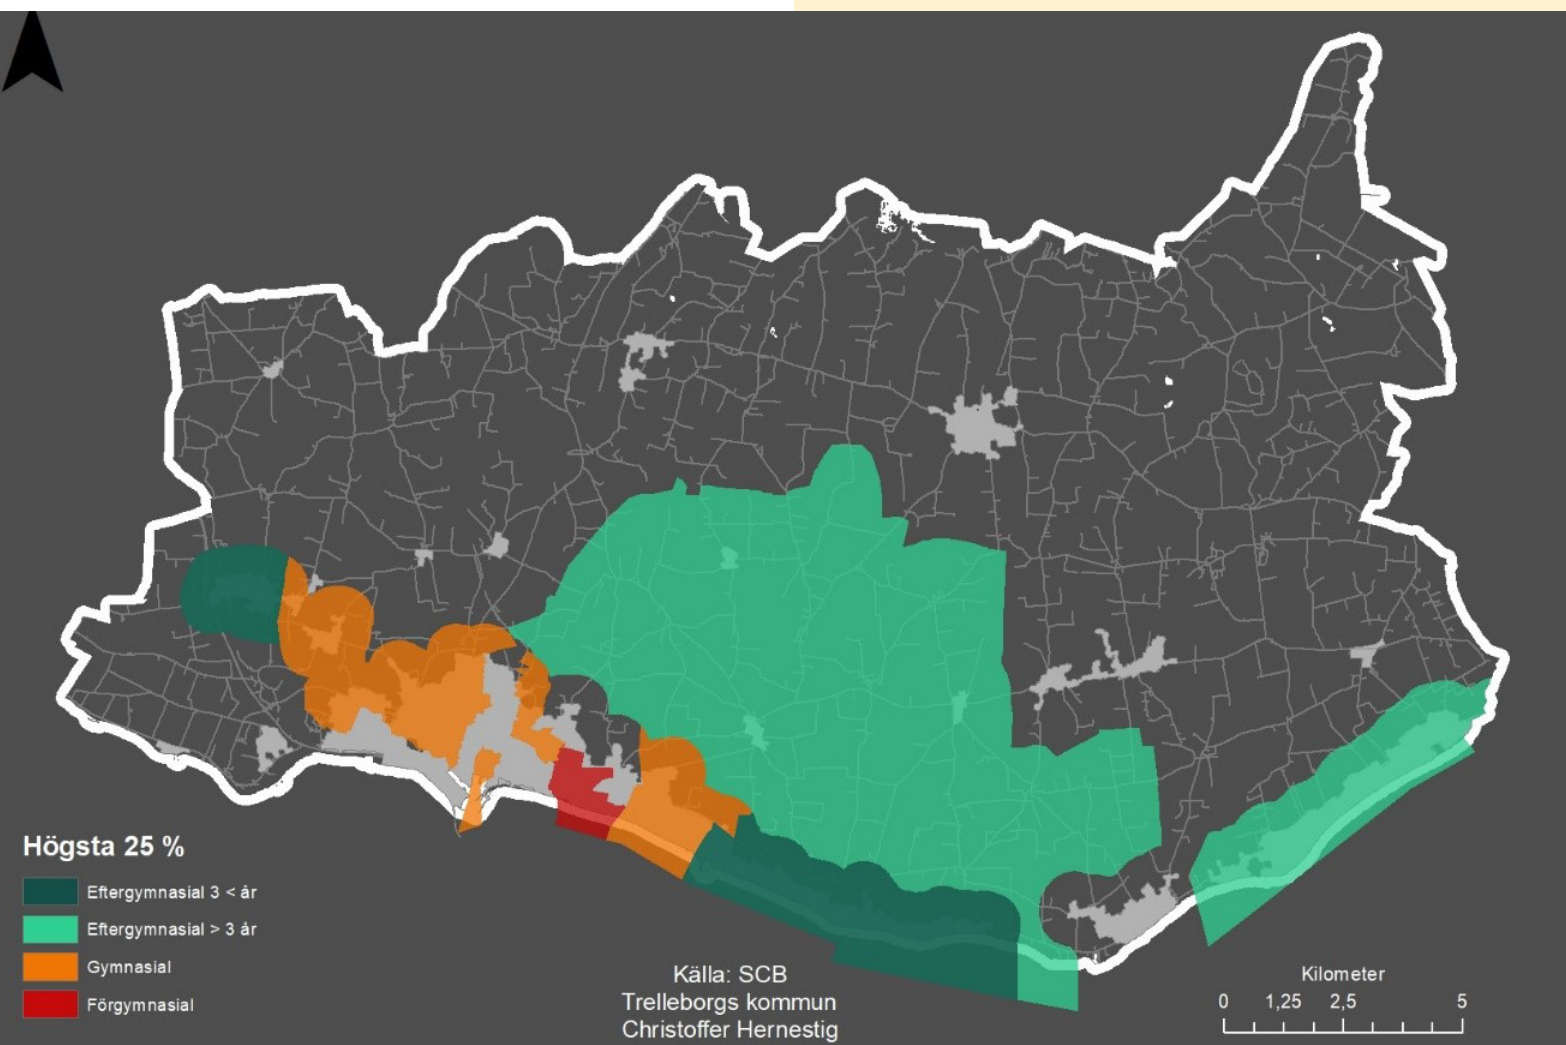 Högsta 25 %
Eftergymnasial 3 < år
Eftergymnasial > 3 år
Gymnasial
Förgymnasial
Källa: SCB
Trelleborgs kommun
Christoffer Hernestig
Kilometer
0 1,25 2,5 5